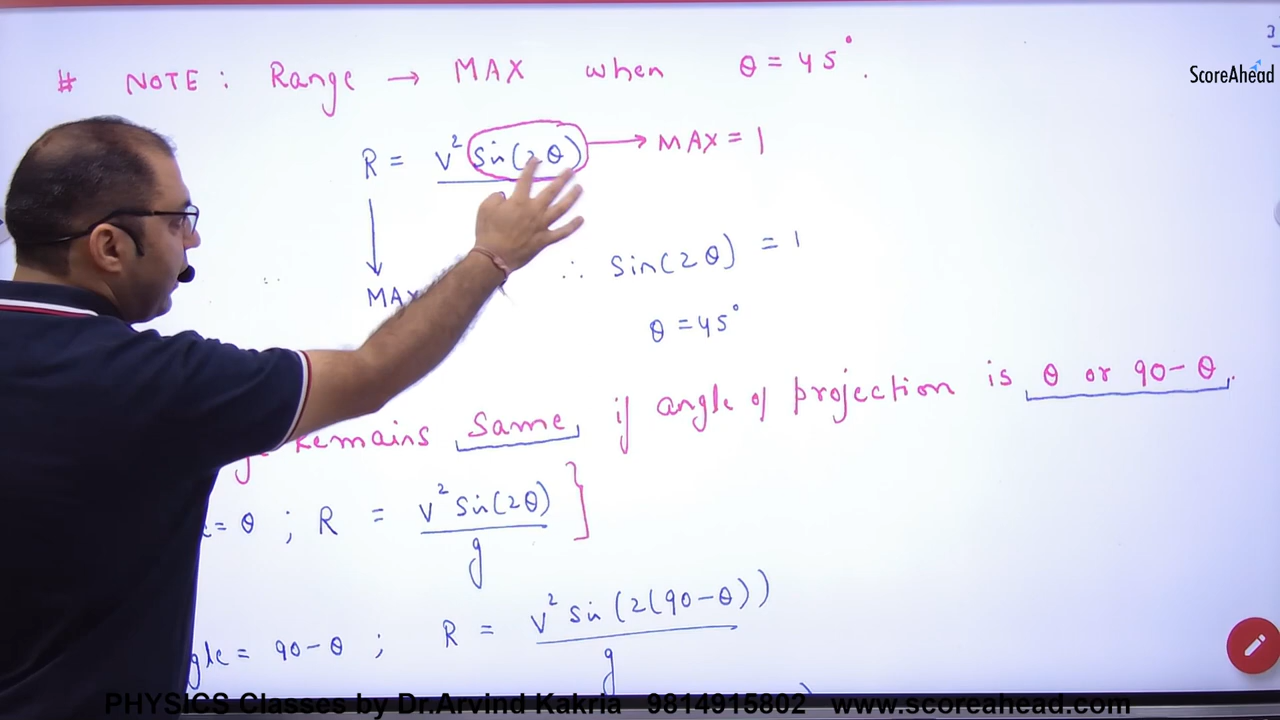 3
ScoreAhead
# NOTE: Range → MAX when θ = 45°.
R = v² Sin(2θ) → MAX = 1
MAX
∴ Sin(2θ) = 1
θ = 45°
remains Same if angle of projection is θ or 90-θ.
= θ ; R = v² Sin(2θ) / g }
= 90-θ ; R = v² Sin(2(90-θ)) / g
PHYSICS Classes by Dr.Arvind Kakria 9814915802 www.scoreahead.com